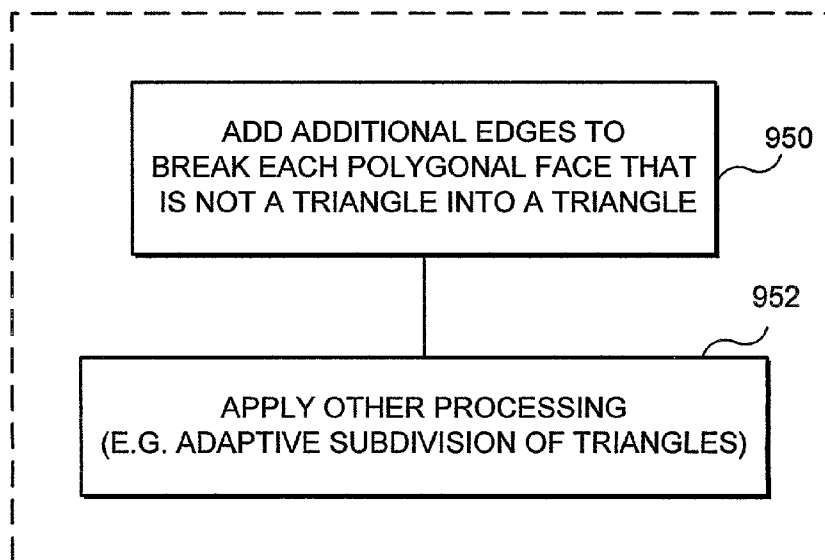 ADD ADDITIONAL EDGES TO
BREAK EACH POLYGONAL FACE THAT
IS NOT A TRIANGLE INTO A TRIANGLE
950
952
APPLY OTHER PROCESSING
(E.G. ADAPTIVE SUBDIVISION OF TRIANGLES)